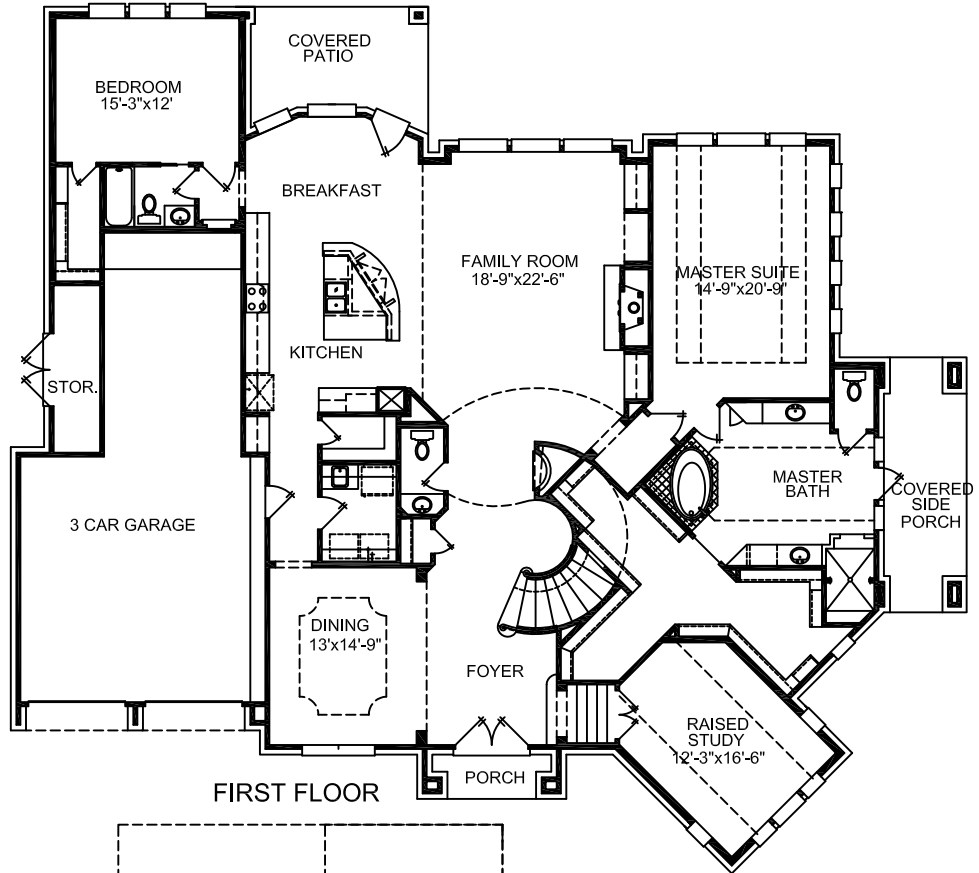 COVERED
PATIO
BEDROOM
15'-3"x12'
BREAKFAST
FAMILY ROOM
18'-9"x22'-6"
MASTER SUITE
14'-9"x20'-9"
KITCHEN
STOR.
MASTER
BATH
COVERED
SIDE
PORCH
3 CAR GARAGE
DINING
13'x14'-9"
FOYER
RAISED
STUDY
12'-3"x16'-6"
PORCH
FIRST FLOOR